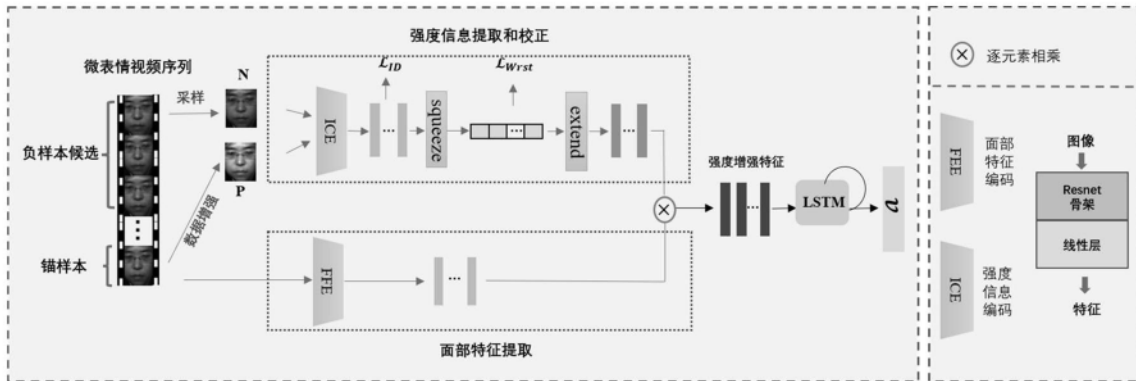 强度信息提取和校正
微表情视频序列
负样本候选
锚样本
采样
数据增强
N
P
ICE
ℒID
squeeze
ℒWrst
extend
FFE
面部特征提取
强度增强特征
LSTM
v
逐元素相乘
FEE
面部
特征
编码
ICE
强度
信息
编码
图像
Resnet
骨架
线性层
特征